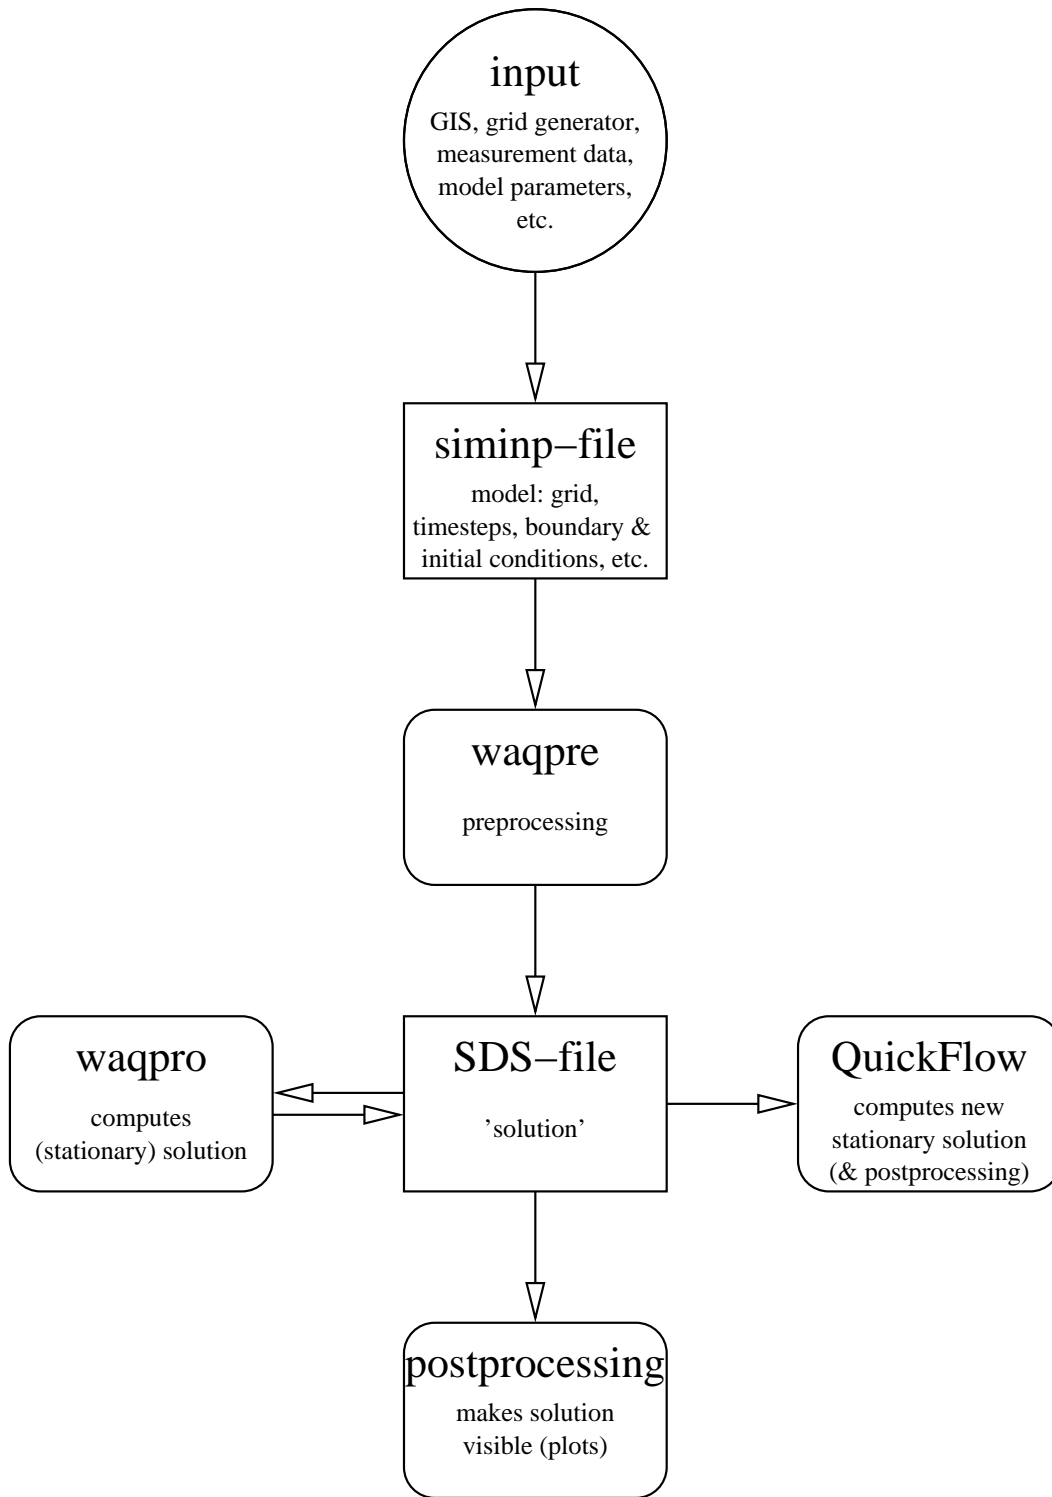 input
GIS, grid generator,
measurement data,
model parameters,
etc.
siminp−file
model: grid,
timesteps, boundary &
initial conditions, etc.
waqpre
preprocessing
waqpro
computes
(stationary) solution
SDS−file
’solution’
QuickFlow
computes new
stationary solution
(& postprocessing)
postprocessing
makes solution
visible (plots)